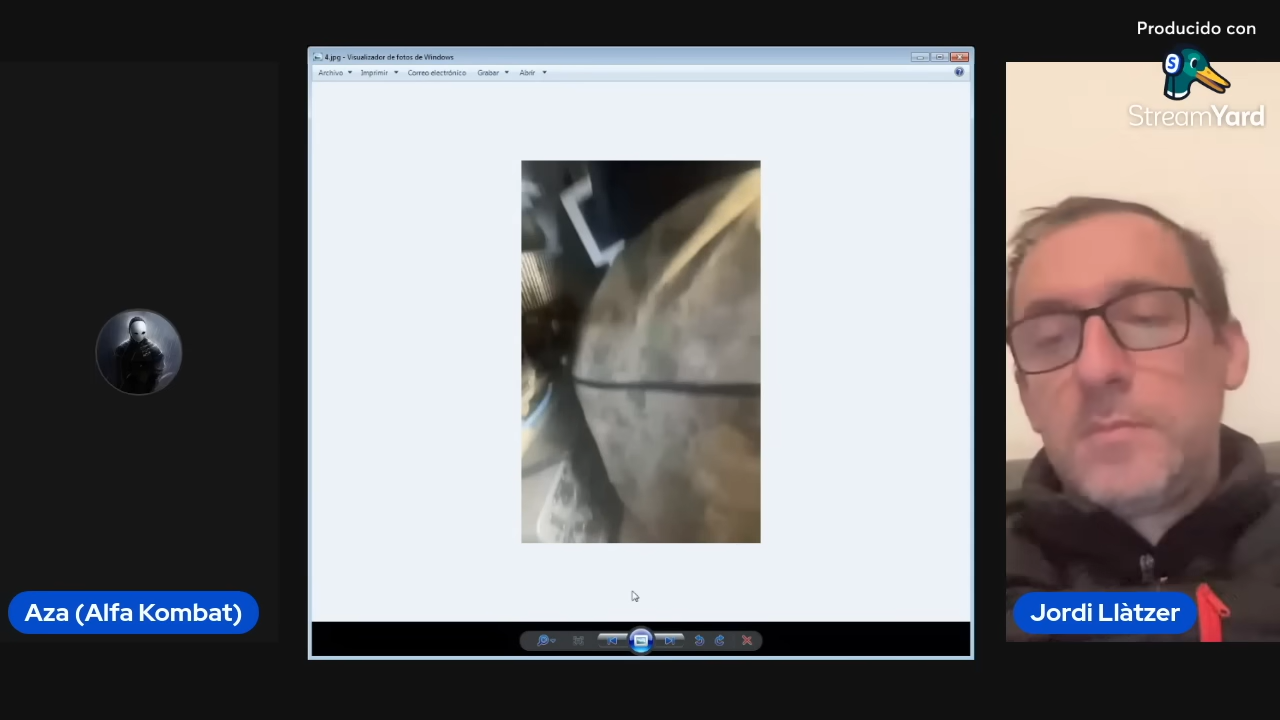 Producido con
StreamYard
4.jpg - Visualizador de fotos de Windows
Archivo Imprimir Correo electrónico Grabar Abrir
Aza (Alfa Kombat)
Jordi Llàtzer